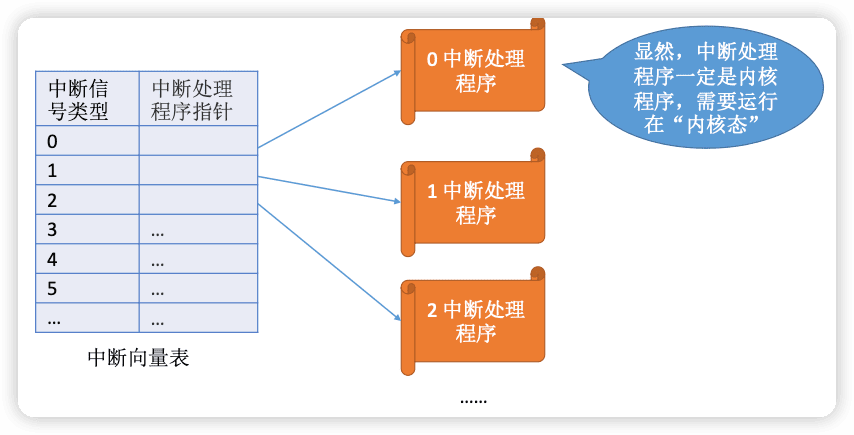 中断信
号类型
中断处理
程序指针
0
1
2
3
...
4
...
5
...
...
...
中断向量表
0 中断处理
程序
1 中断处理
程序
2 中断处理
程序
......
显然，中断处理
程序一定是内核
程序，需要运行
在“内核态”